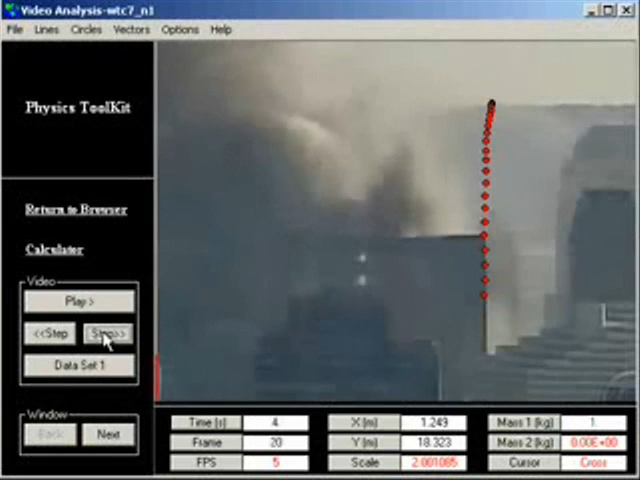 Video Analysis-wtc7_n1
File Lines Circles Vectors Options Help
Physics ToolKit
Return to Browser
Calculator
Video
Play >
<<Step Step>>
Data Set 1
Window
Back Next
Time (s) 4 X (m) 1.249 Mass 1 (kg) 1
Frame 20 Y (m) 18.323 Mass 2 (kg) 0.00E+00
FPS 5 Scale 2.001085 Cursor Cross